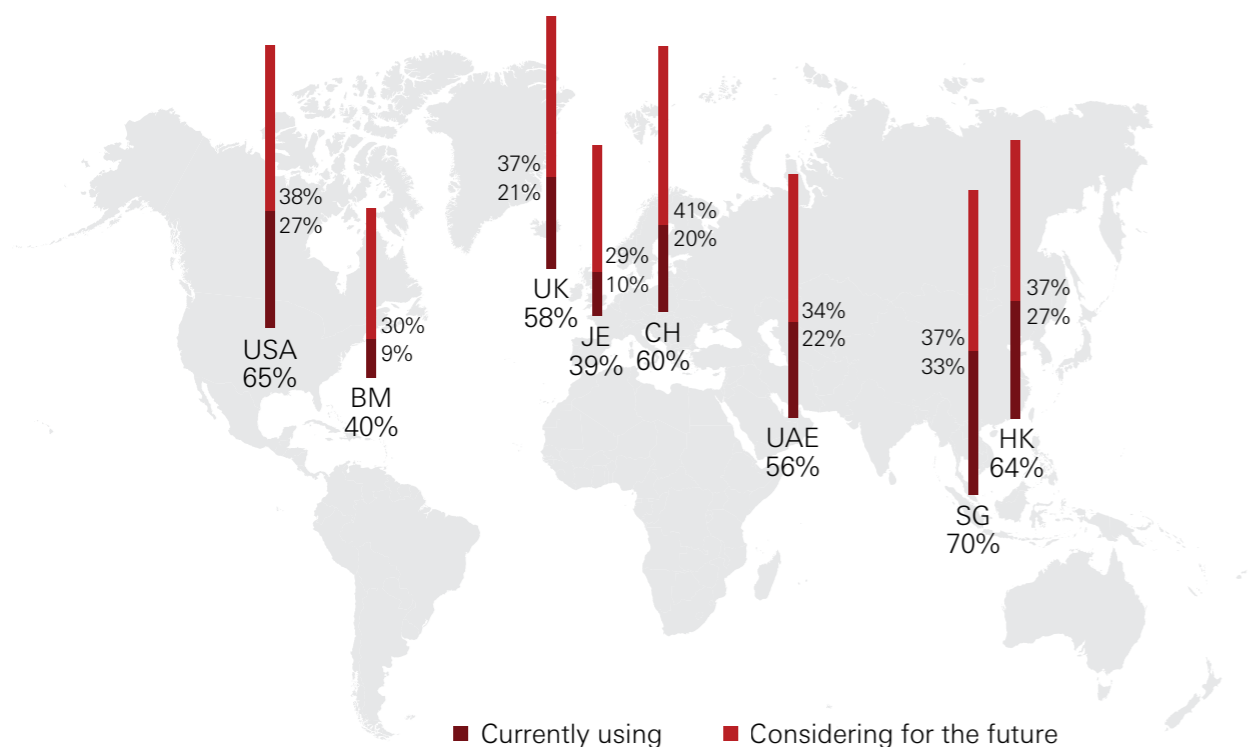 38%
27%
USA
65%
30%
9%
BM
40%
37%
21%
UK
58%
29%
10%
JE
39%
41%
20%
CH
60%
34%
22%
UAE
56%
37%
33%
SG
70%
37%
27%
HK
64%
Currently using
Considering for the future